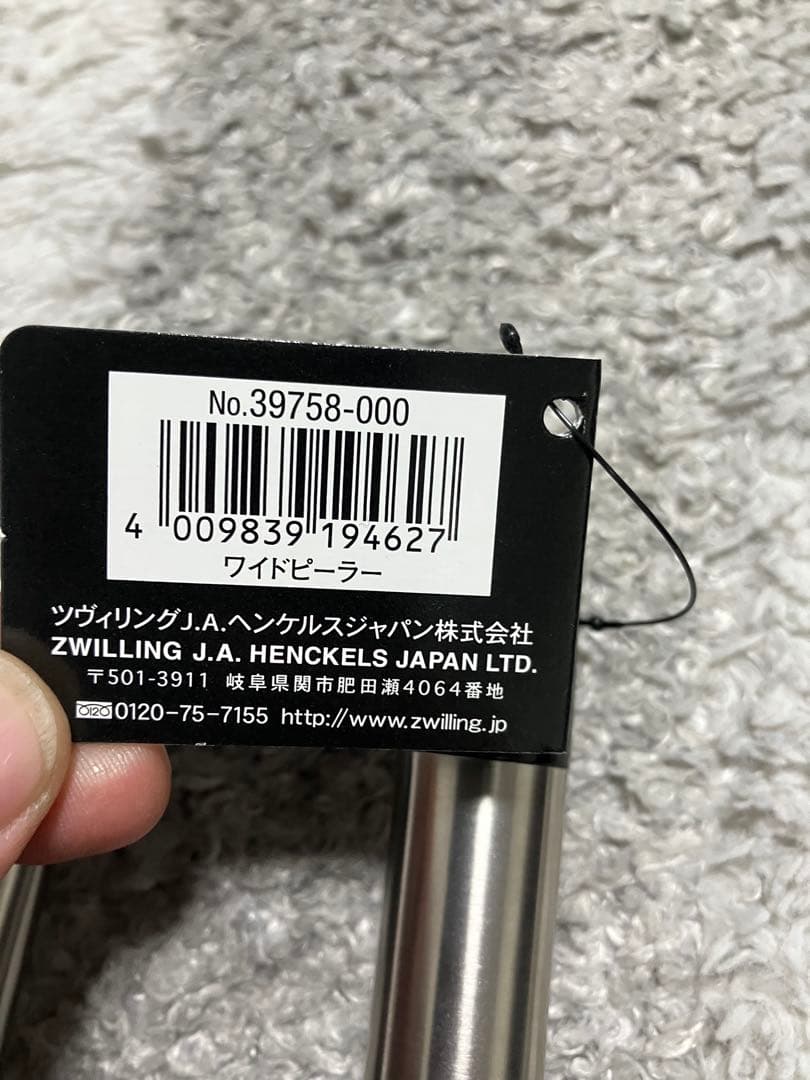 No.39758-000
4 009839 194627
ワイドピーラー
ツヴィリングJ.A.ヘンケルスジャパン株式会社
ZWILLING J.A. HENCKELS JAPAN LTD.
〒501-3911 岐阜県関市肥田瀬4064番地
0120-75-7155 http://www.zwilling.jp